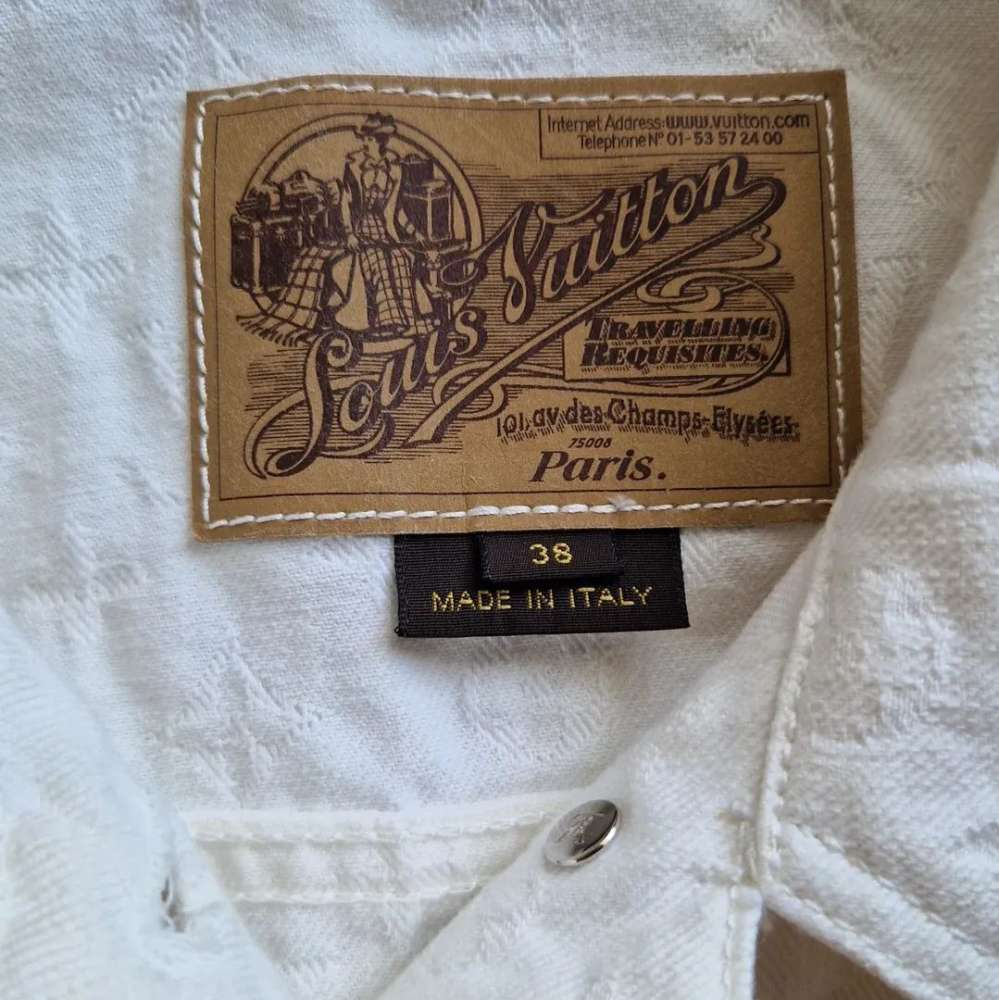 Internet Address:www.vuitton.com
Telephone Nº 01-53 57 24 00
Louis Vuitton
TRAVELLING
REQUISITES.
101, av des Champs-Elysées
75008
Paris.
38
MADE IN ITALY